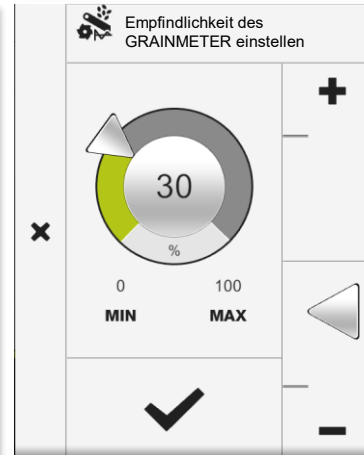 Empfindlichkeit des
GRAINMETER einstellen
30
%
0 100
MIN MAX